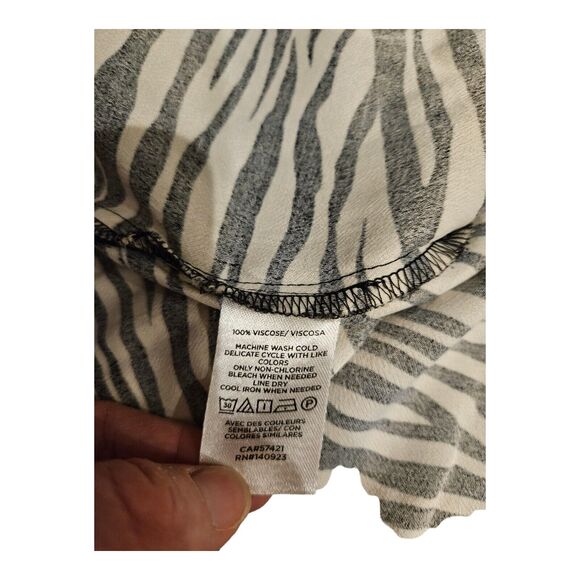 100% VISCOSE/ VISCOSA
MACHINE WASH COLD
DELICATE CYCLE WITH LIKE
COLORS
ONLY NON-CHLORINE
BLEACH WHEN NEEDED
LINE DRY
COOL IRON WHEN NEEDED
30 P
AVEC DES COULEURS
SEMBLABLES/ CON
COLORES SIMILARES
CA#57421
RN#140923